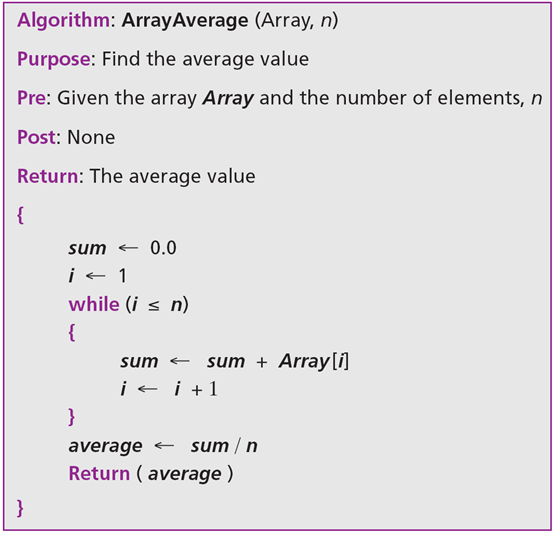 Algorithm: ArrayAverage (Array, n)
Purpose: Find the average value
Pre: Given the array Array and the number of elements, n
Post: None
Return: The average value
{
sum ← 0.0
i ← 1
while (i ≤ n)
{
sum ← sum + Array[i]
i ← i + 1
}
average ← sum / n
Return ( average )
}